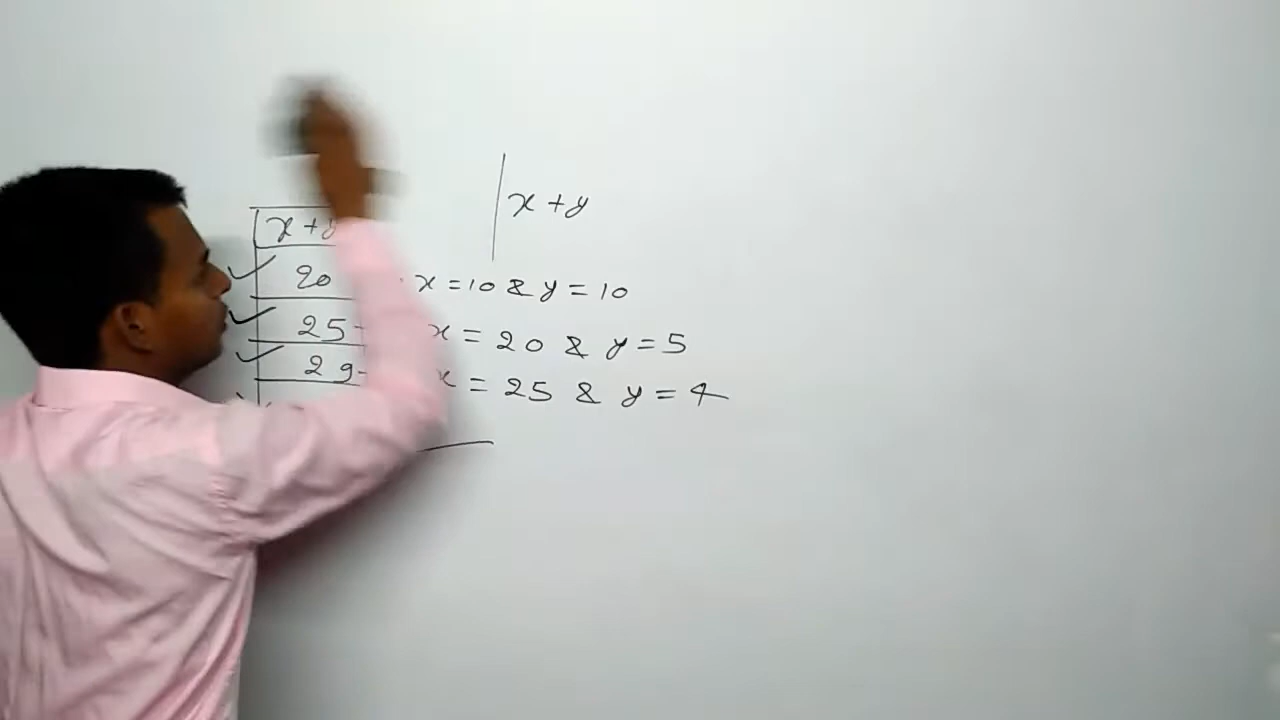 x + y
x + y
20 x = 10 & y = 10
25 - x = 20 & y = 5
29 - x = 25 & y = 4